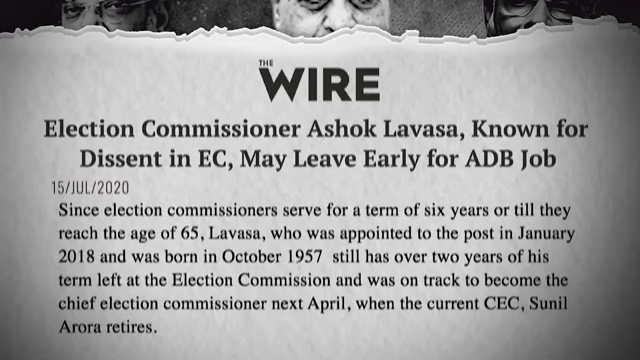 THE
WIRE
Election Commissioner Ashok Lavasa, Known for
Dissent in EC, May Leave Early for ADB Job
15/JUL/2020
Since election commissioners serve for a term of six years or till they
reach the age of 65, Lavasa, who was appointed to the post in January
2018 and was born in October 1957 still has over two years of his
term left at the Election Commission and was on track to become the
chief election commissioner next April, when the current CEC, Sunil
Arora retires.